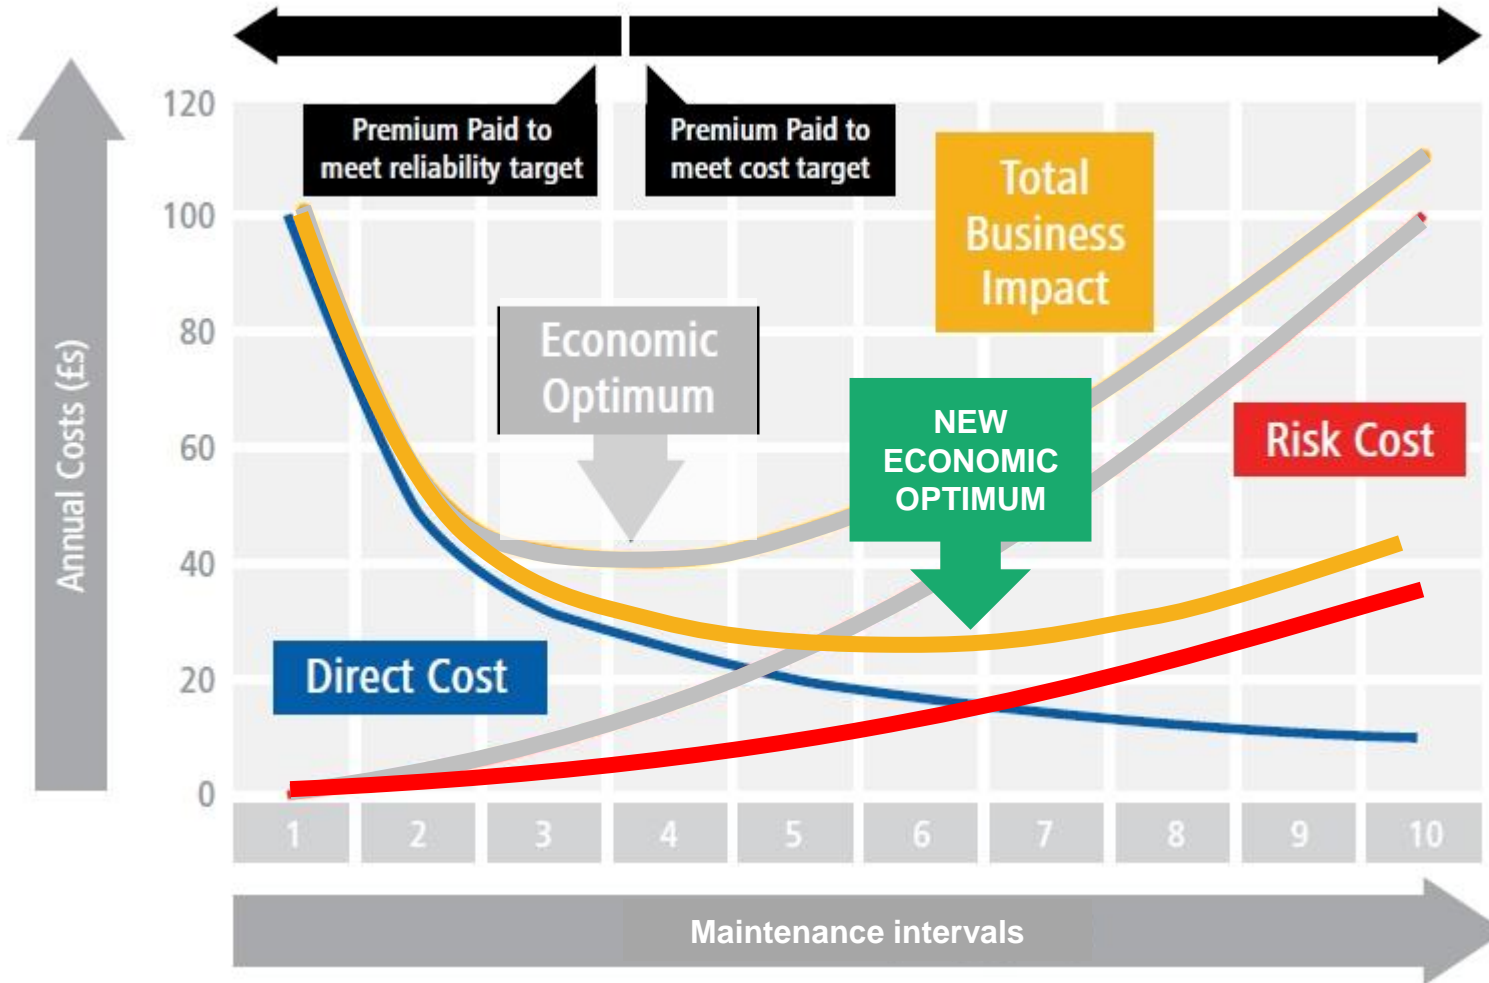 Premium Paid to
meet reliability target
Premium Paid to
meet cost target
Annual Costs (£s)
120
100
80
60
40
20
0
Total
Business
Impact
Economic
Optimum
NEW
ECONOMIC
OPTIMUM
Risk Cost
Direct Cost
1 2 3 4 5 6 7 8 9 10
Maintenance intervals